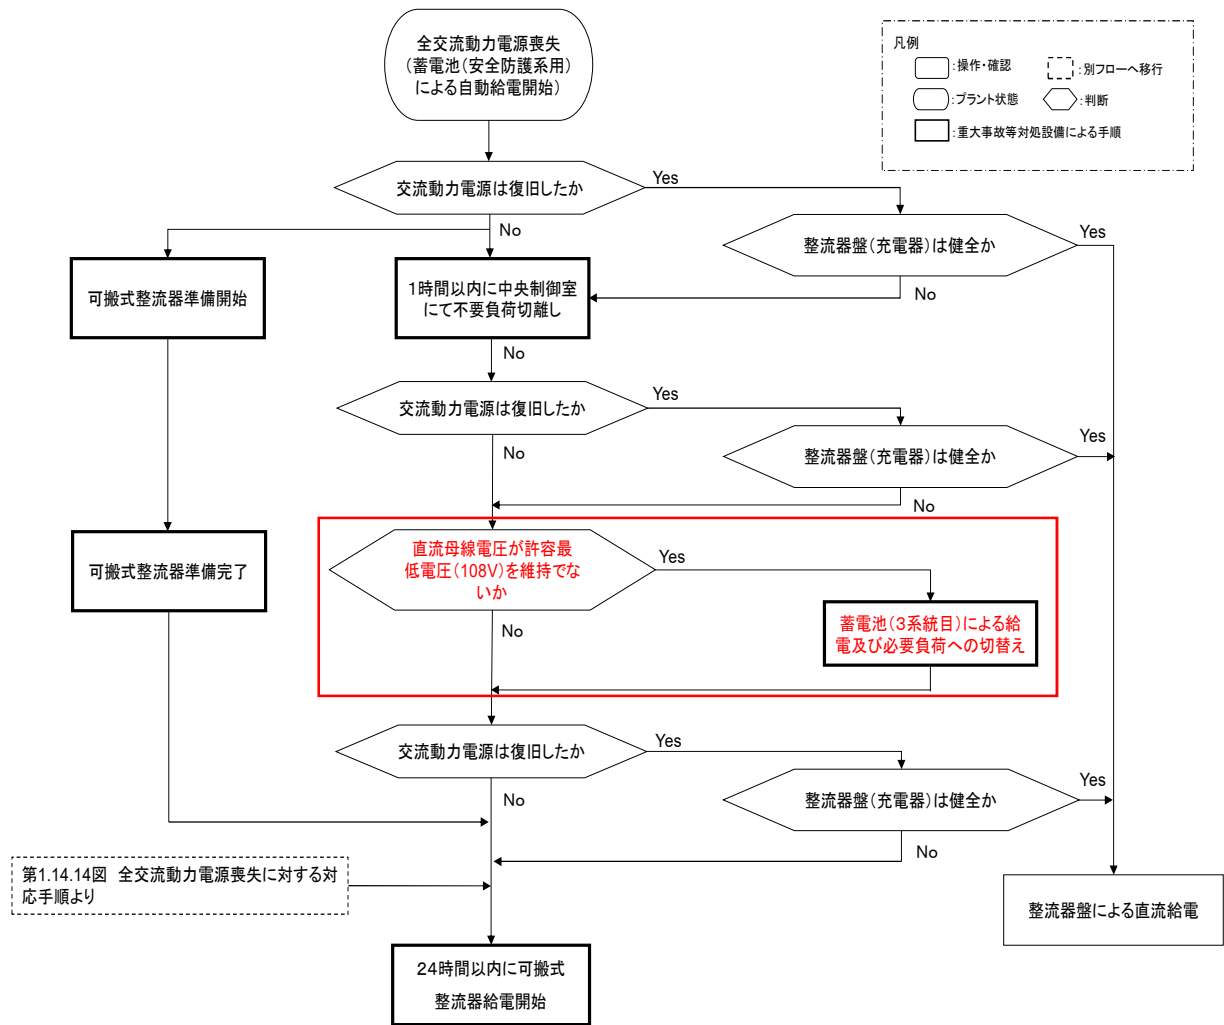 全交流動力電源喪失
(蓄電池(安全防護系用)
による自動給電開始)
凡例
:操作・確認
:別フローへ移行
:プラント状態
:判断
:重大事故等対処設備による手順
交流動力電源は復旧したか
Yes
No
整流器盤(充電器)は健全か
Yes
No
可搬式整流器準備開始
1時間以内に中央制御室
にて不要負荷切離し
No
交流動力電源は復旧したか
Yes
No
整流器盤(充電器)は健全か
Yes
No
直流母線電圧が許容最
低電圧(108V)を維持でな
いか
Yes
No
可搬式整流器準備完了
蓄電池(3系統目)による給
電及び必要負荷への切替え
交流動力電源は復旧したか
Yes
No
整流器盤(充電器)は健全か
Yes
No
第1.14.14図 全交流動力電源喪失に対する対
応手順より
整流器盤による直流給電
24時間以内に可搬式
整流器給電開始